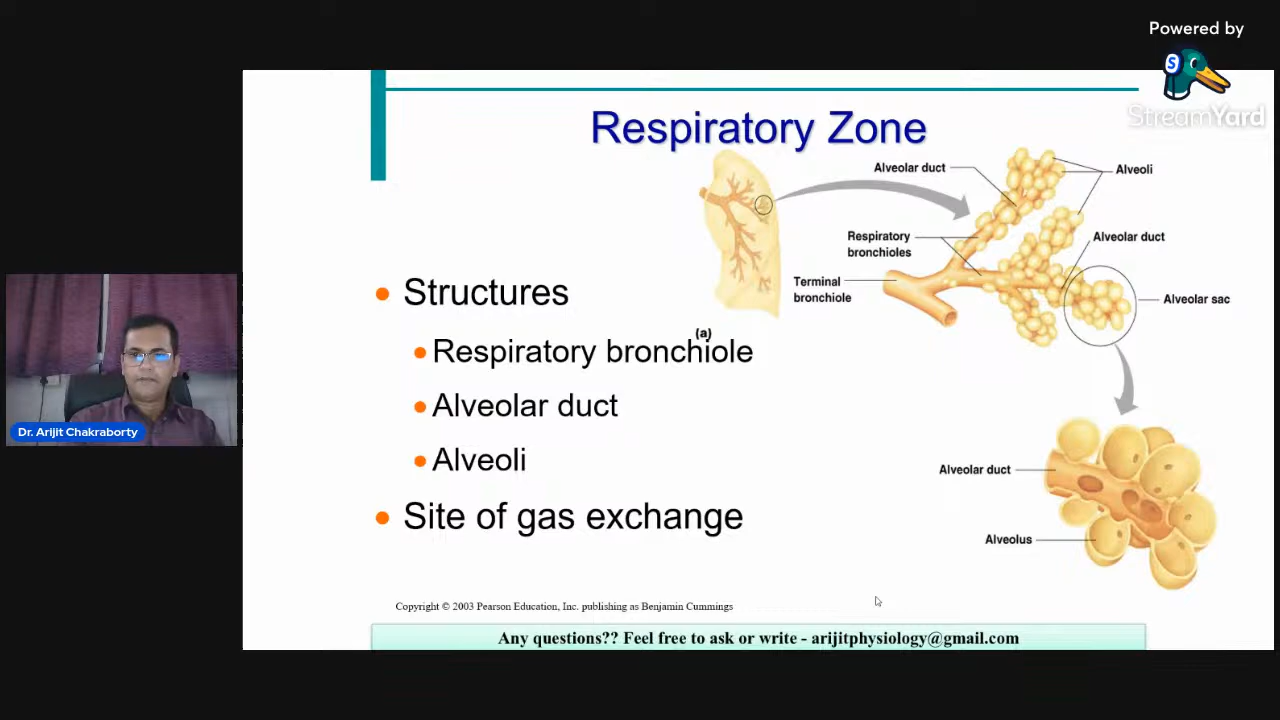 Powered by
S
StreamYard
Respiratory Zone
Alveolar duct
Alveoli
Respiratory
bronchioles
Alveolar duct
Terminal
bronchiole
Alveolar sac
(a)
• Structures
• Respiratory bronchiole
• Alveolar duct
• Alveoli
• Site of gas exchange
Alveolar duct
Alveolus
Dr. Arijit Chakraborty
Copyright © 2003 Pearson Education, Inc. publishing as Benjamin Cummings
Any questions?? Feel free to ask or write - arijitphysiology@gmail.com